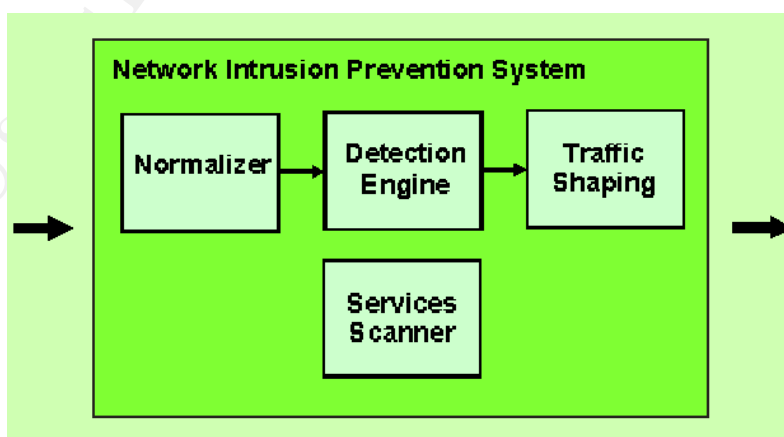 Network Intrusion Prevention System
Normalizer
Detection
Engine
Traffic
Shaping
Services
Scanner